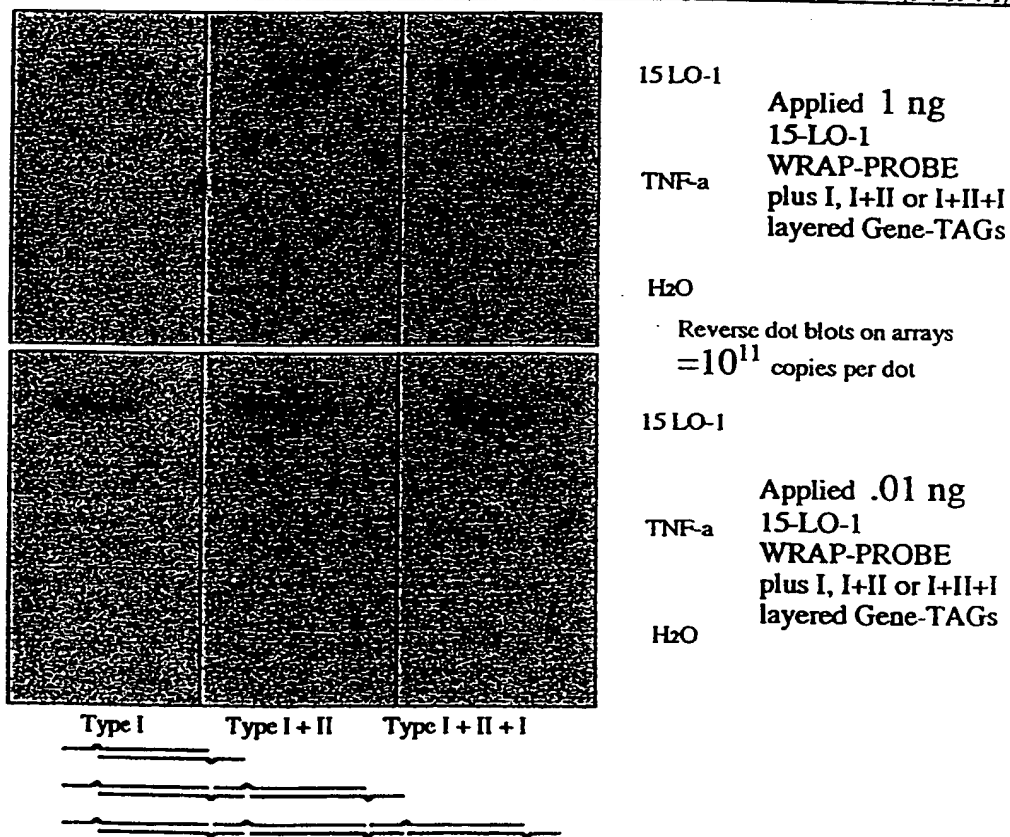 15 LO-1
Applied 1 ng
15-LO-1
WRAP-PROBE
plus I, I+II or I+II+I
layered Gene-TAGs
TNF-a
H2O
Reverse dot blots on arrays
=10^11 copies per dot
15 LO-1
Applied .01 ng
15-LO-1
WRAP-PROBE
plus I, I+II or I+II+I
layered Gene-TAGs
TNF-a
H2O
Type I Type I + II Type I + II + I